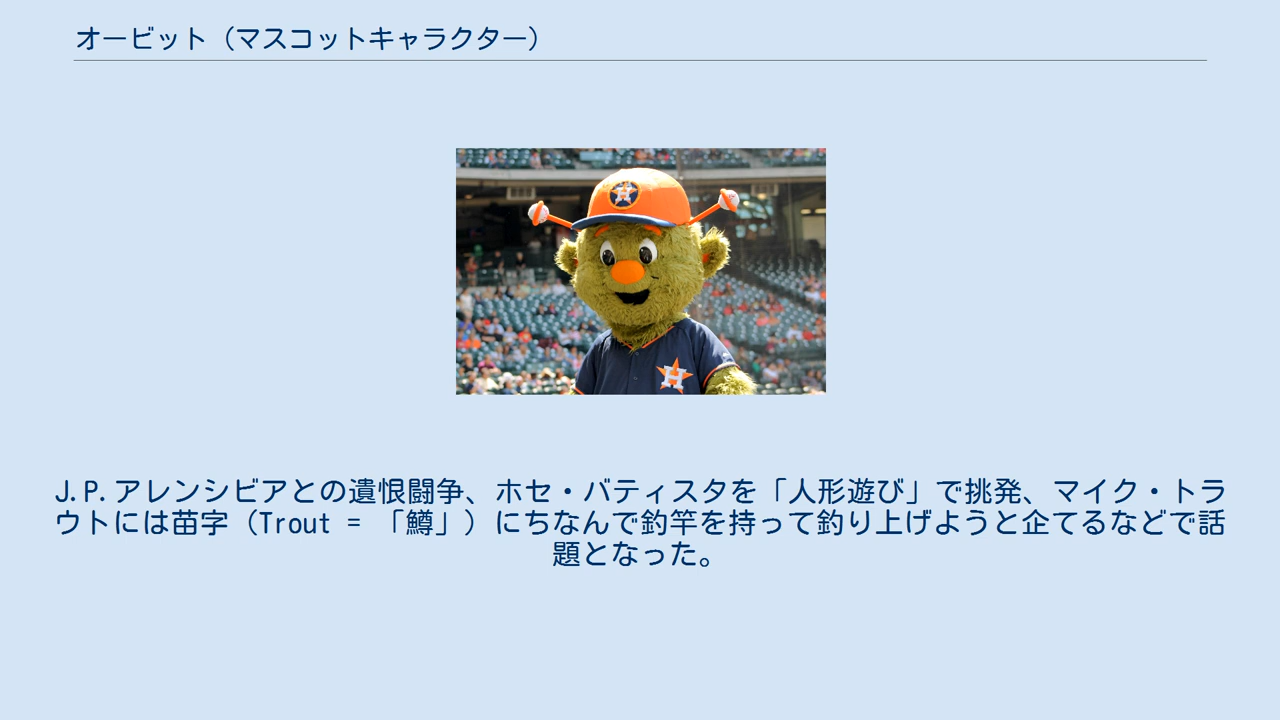 オービット（マスコットキャラクター）
H
J.P.アレンシビアとの遺恨闘争、ホセ・バティスタを「人形遊び」で挑発、マイク・トラ
ウトには苗字（Trout = 「鱒」）にちなんで釣竿を持って釣り上げようと企てるなどで話
題となった。